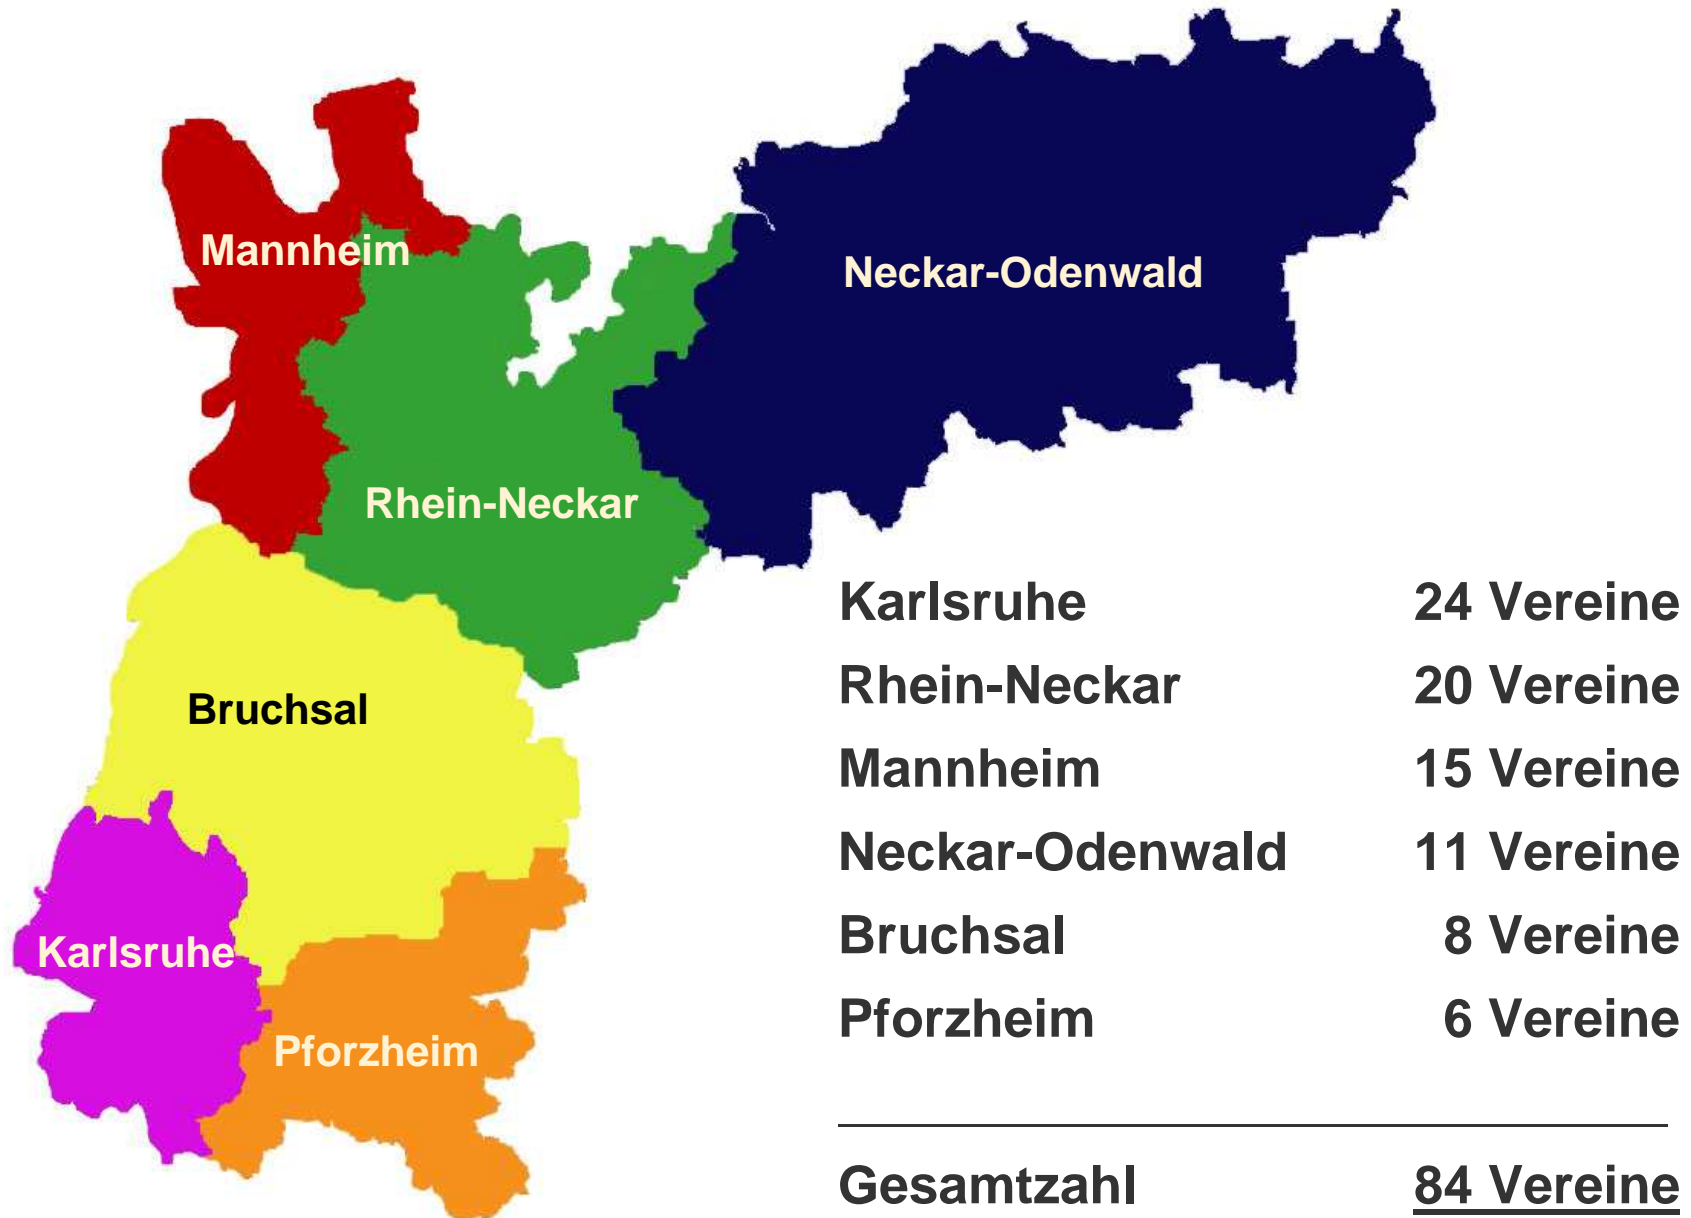 Mannheim
Neckar-Odenwald
Rhein-Neckar
Bruchsal
Karlsruhe
Pforzheim
Karlsruhe 24 Vereine
Rhein-Neckar 20 Vereine
Mannheim 15 Vereine
Neckar-Odenwald 11 Vereine
Bruchsal 8 Vereine
Pforzheim 6 Vereine
Gesamtzahl 84 Vereine